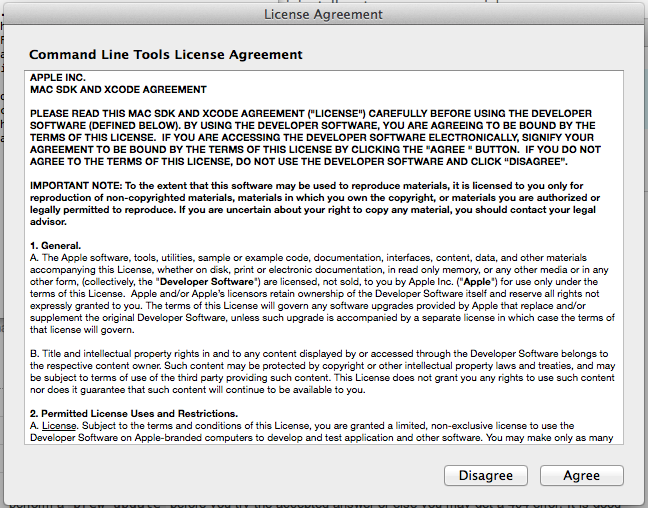 License Agreement
Command Line Tools License Agreement
APPLE INC.
MAC SDK AND XCODE AGREEMENT
PLEASE READ THIS MAC SDK AND XCODE AGREEMENT ("LICENSE") CAREFULLY BEFORE USING THE DEVELOPER
SOFTWARE (DEFINED BELOW). BY USING THE DEVELOPER SOFTWARE, YOU ARE AGREEING TO BE BOUND BY THE
TERMS OF THIS LICENSE.  IF YOU ARE ACCESSING THE DEVELOPER SOFTWARE ELECTRONICALLY, SIGNIFY YOUR
AGREEMENT TO BE BOUND BY THE TERMS OF THIS LICENSE BY CLICKING THE "AGREE " BUTTON.  IF YOU DO NOT
AGREE TO THE TERMS OF THIS LICENSE, DO NOT USE THE DEVELOPER SOFTWARE AND CLICK “DISAGREE”.
IMPORTANT NOTE: To the extent that this software may be used to reproduce materials, it is licensed to you only for
reproduction of non-copyrighted materials, materials in which you own the copyright, or materials you are authorized or
legally permitted to reproduce. If you are uncertain about your right to copy any material, you should contact your legal
advisor.
1. General.
A. The Apple software, tools, utilities, sample or example code, documentation, interfaces, content, data, and other materials
accompanying this License, whether on disk, print or electronic documentation, in read only memory, or any other media or in any
other form, (collectively, the "Developer Software") are licensed, not sold, to you by Apple Inc. ("Apple") for use only under the
terms of this License.  Apple and/or Apple's licensors retain ownership of the Developer Software itself and reserve all rights not
expressly granted to you. The terms of this License will govern any software upgrades provided by Apple that replace and/or
supplement the original Developer Software, unless such upgrade is accompanied by a separate license in which case the terms of
that license will govern.
B. Title and intellectual property rights in and to any content displayed by or accessed through the Developer Software belongs to
the respective content owner. Such content may be protected by copyright or other intellectual property laws and treaties, and may
be subject to terms of use of the third party providing such content. This License does not grant you any rights to use such content
nor does it guarantee that such content will continue to be available to you.
2. Permitted License Uses and Restrictions.
A. License. Subject to the terms and conditions of this License, you are granted a limited, non-exclusive license to use the
Developer Software on Apple-branded computers to develop and test application and other software. You may make only as many
Disagree
Agree